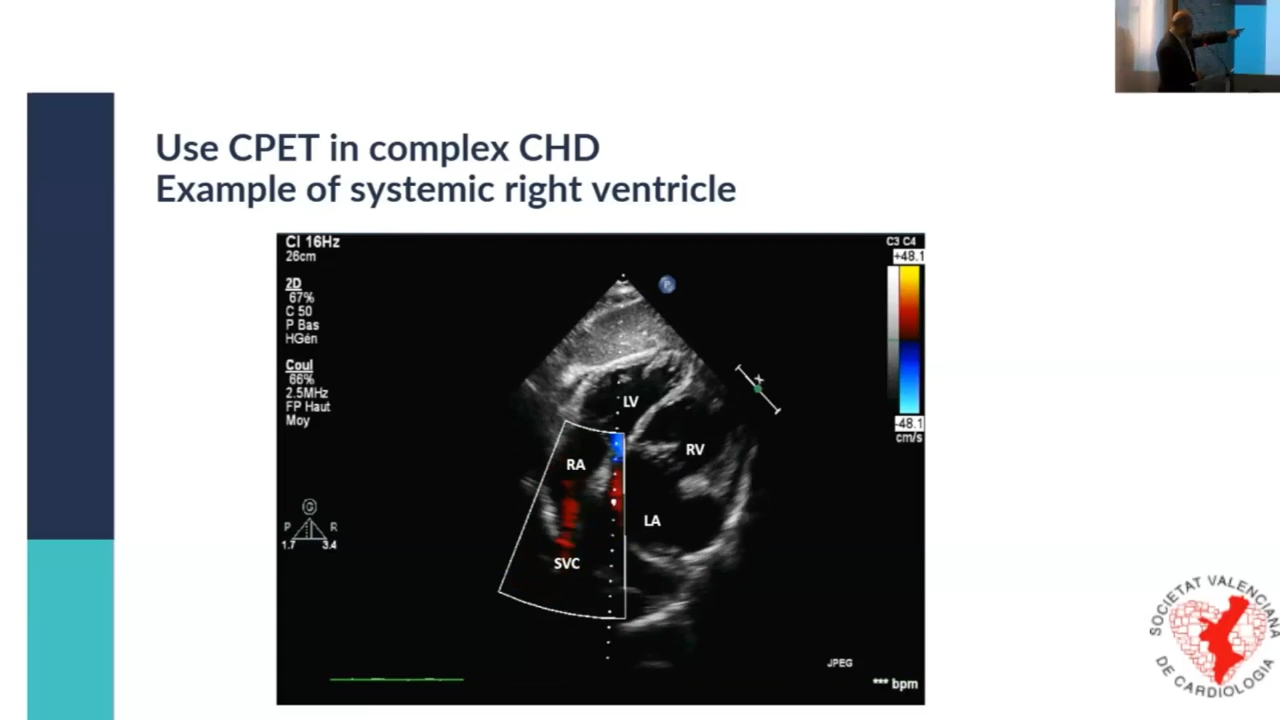 Use CPET in complex CHD
Example of systemic right ventricle
CI 16Hz
26cm
2D
67%
C 50
P Bas
HGén
Coul
66%
2.5MHz
FP Haut
Moy
C3 C4
+48.1
-48.1
cm/s
P
X
LV
RV
RA
LA
SVC
G
P R
1.7 3.4
JPEG
*** bpm
SOCIETAT VALENCIANA
DE CARDIOLOGIA